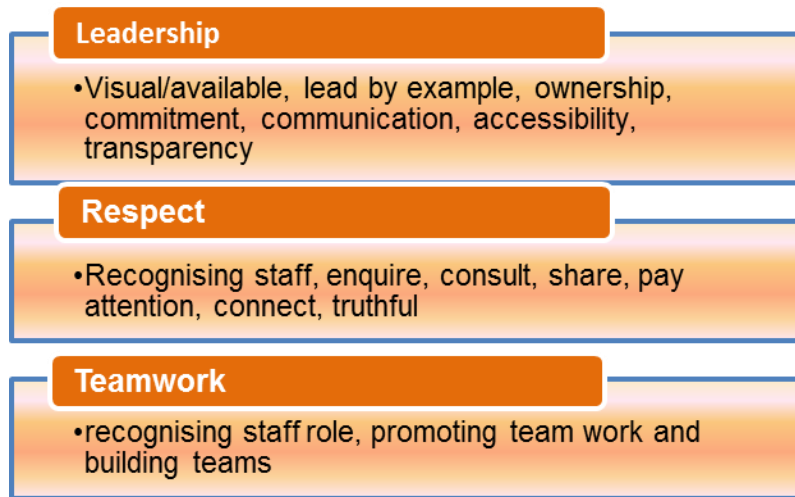 Leadership
•Visual/available, lead by example, ownership,
commitment, communication, accessibility,
transparency
Respect
•Recognising staff, enquire, consult, share, pay
attention, connect, truthful
Teamwork
•recognising staff role, promoting team work and
building teams